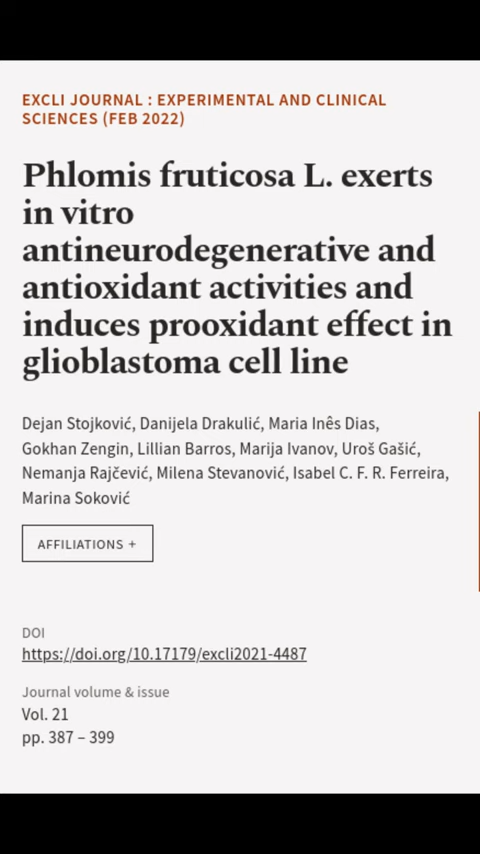 EXCLI JOURNAL : EXPERIMENTAL AND CLINICAL
SCIENCES (FEB 2022)
Phlomis fruticosa L. exerts
in vitro
antineurodegenerative and
antioxidant activities and
induces prooxidant effect in
glioblastoma cell line
Dejan Stojković, Danijela Drakulić, Maria Inês Dias,
Gokhan Zengin, Lillian Barros, Marija Ivanov, Uroš Gašić,
Nemanja Rajčević, Milena Stevanović, Isabel C. F. R. Ferreira,
Marina Soković
AFFILIATIONS +
DOI
https://doi.org/10.17179/excli2021-4487
Journal volume & issue
Vol. 21
pp. 387 – 399